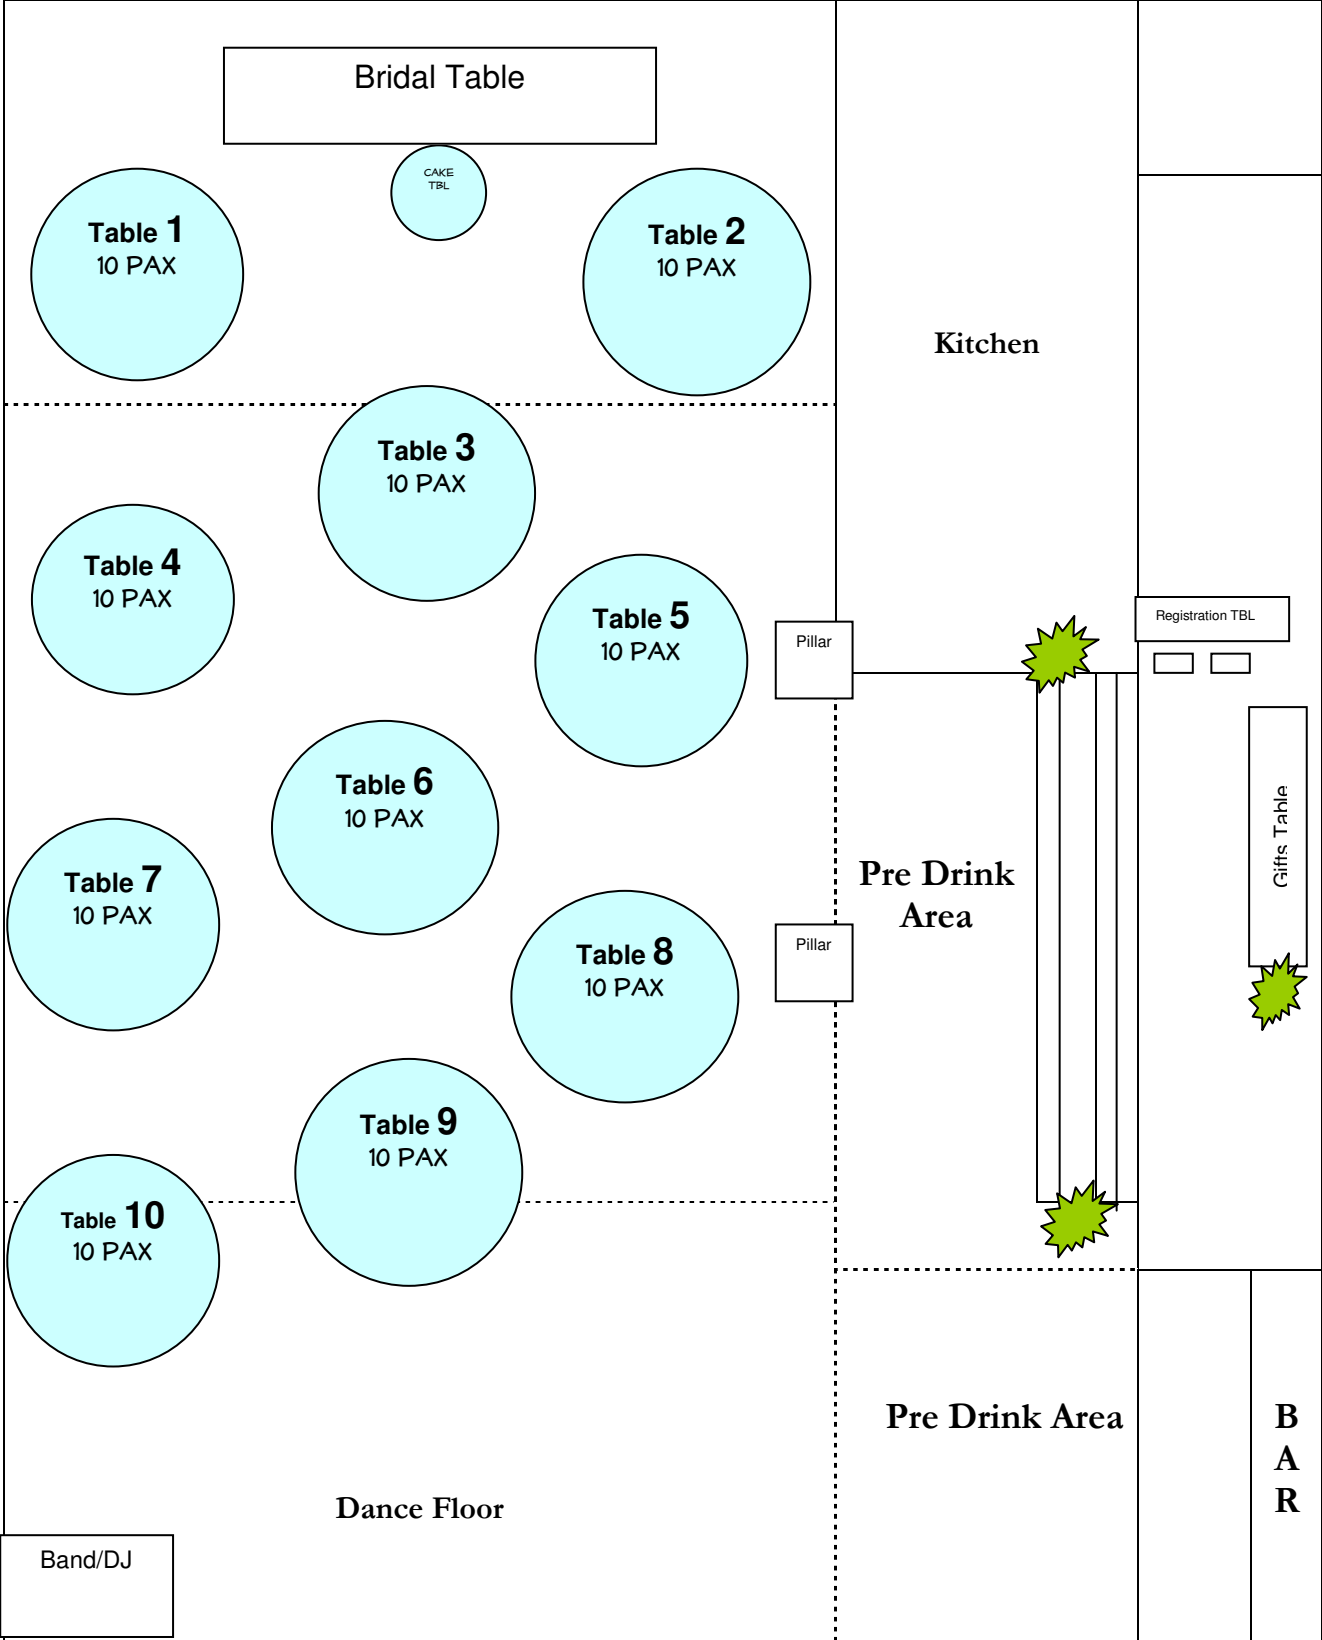 Bridal Table
CAKE
TBL
Table 1
10 PAX
Table 2
10 PAX
Kitchen
Table 3
10 PAX
Table 4
10 PAX
Table 5
10 PAX
Pillar
Registration TBL
Table 6
10 PAX
Gifts Table
Pre Drink
Area
Table 7
10 PAX
Table 8
10 PAX
Pillar
Table 9
10 PAX
Table 10
10 PAX
Pre Drink Area
B
A
R
Dance Floor
Band/DJ